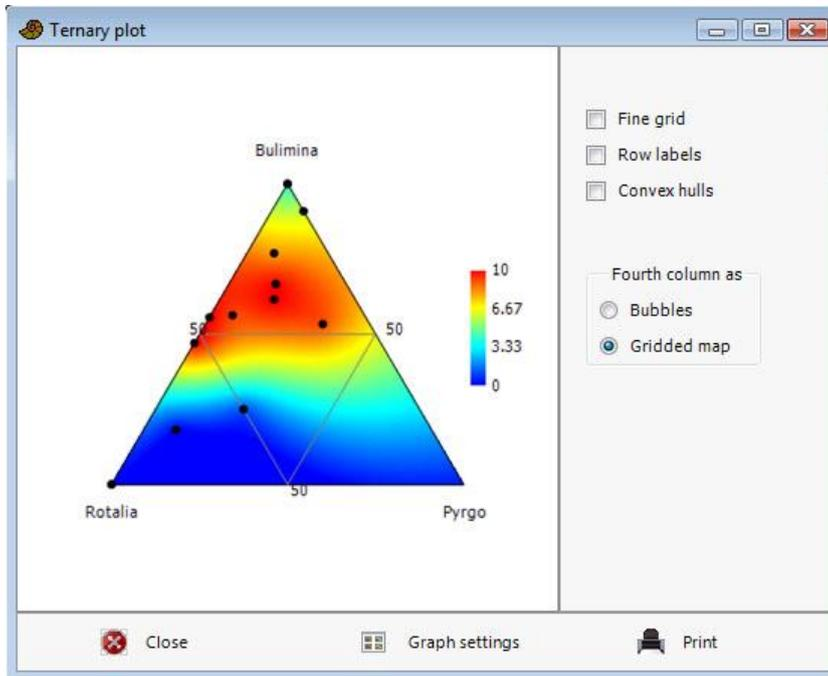 Ternary plot
Fine grid
Row labels
Convex hulls
Bulimina
Fourth column as
10
6.67
3.33
0
Bubbles
Gridded map
50
50
50
Rotalia
Pyrgo
Close
Graph settings
Print